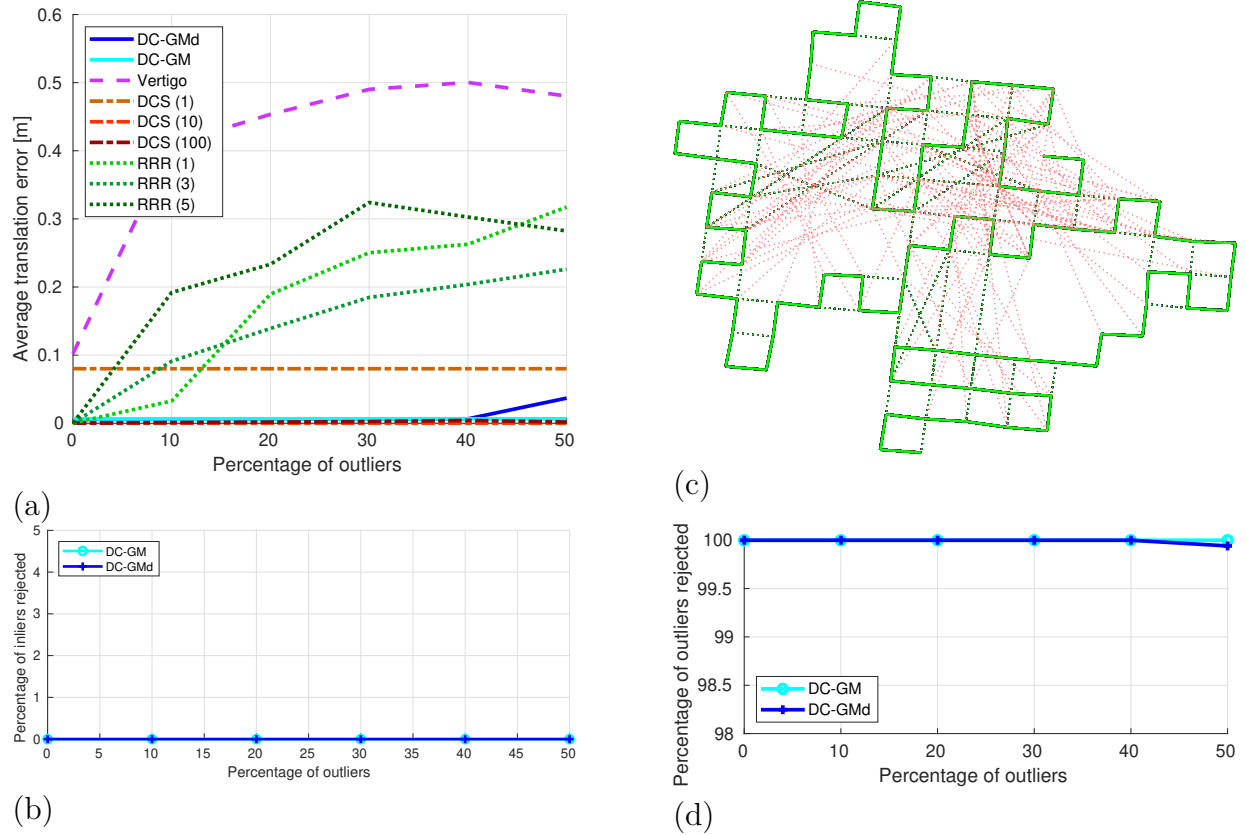 0.6
0.5
0.4
0.3
0.2
0.1
0
Average translation error [m]
DC-GMd
DC-GM
Vertigo
DCS (1)
DCS (10)
DCS (100)
RRR (1)
RRR (3)
RRR (5)
0 10 20 30 40 50
Percentage of outliers
(a)
5
4
3
2
1
0
Percentage of inliers rejected
DC-GM
DC-GMd
0 5 10 15 20 25 30 35 40 45 50
Percentage of outliers
(b)
(c)
100
99.5
99
98.5
98
Percentage of outliers rejected
DC-GM
DC-GMd
0 10 20 30 40 50
Percentage of outliers
(d)